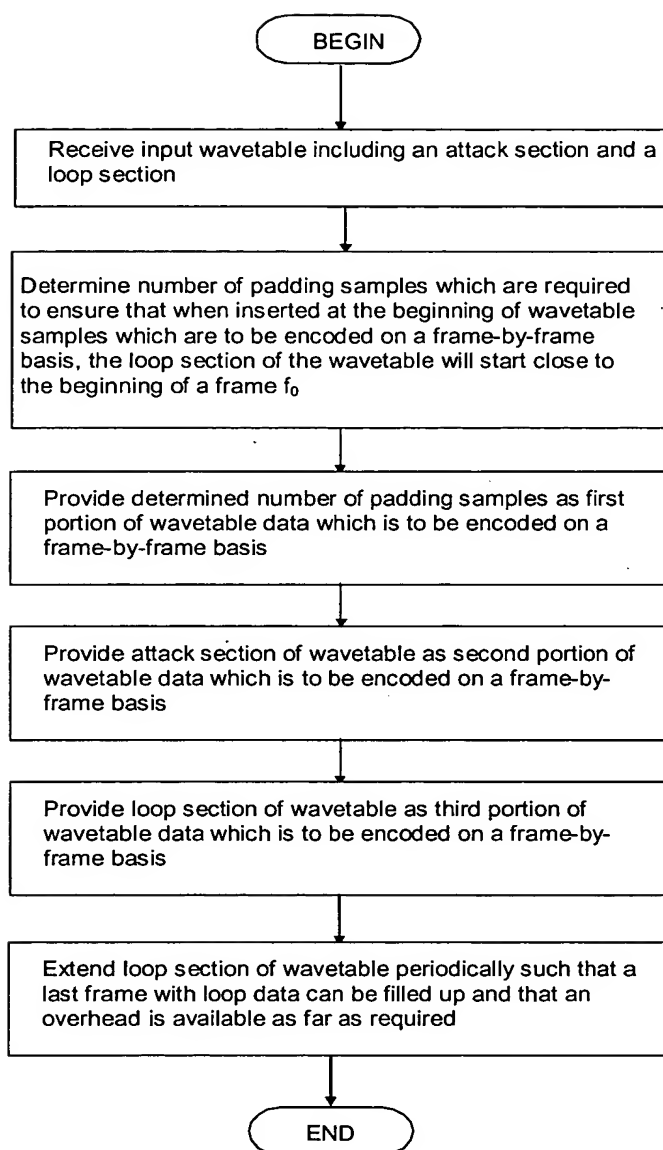 BEGIN
Receive input wavetable including an attack section and a
loop section
Determine number of padding samples which are required
to ensure that when inserted at the beginning of wavetable
samples which are to be encoded on a frame-by-frame
basis, the loop section of the wavetable will start close to
the beginning of a frame f₀
Provide determined number of padding samples as first
portion of wavetable data which is to be encoded on a
frame-by-frame basis
Provide attack section of wavetable as second portion of
wavetable data which is to be encoded on a frame-by-
frame basis
Provide loop section of wavetable as third portion of
wavetable data which is to be encoded on a frame-by-
frame basis
Extend loop section of wavetable periodically such that a
last frame with loop data can be filled up and that an
overhead is available as far as required
END